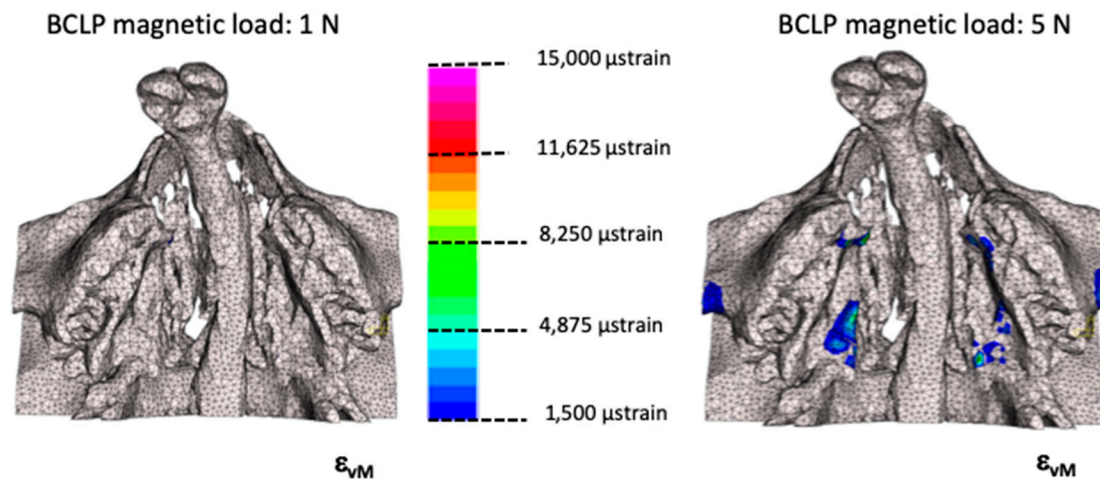 BCLP magnetic load: 1 N
BCLP magnetic load: 5 N
15,000 μstrain
11,625 μstrain
8,250 μstrain
4,875 μstrain
1,500 μstrain
εvM
εvM